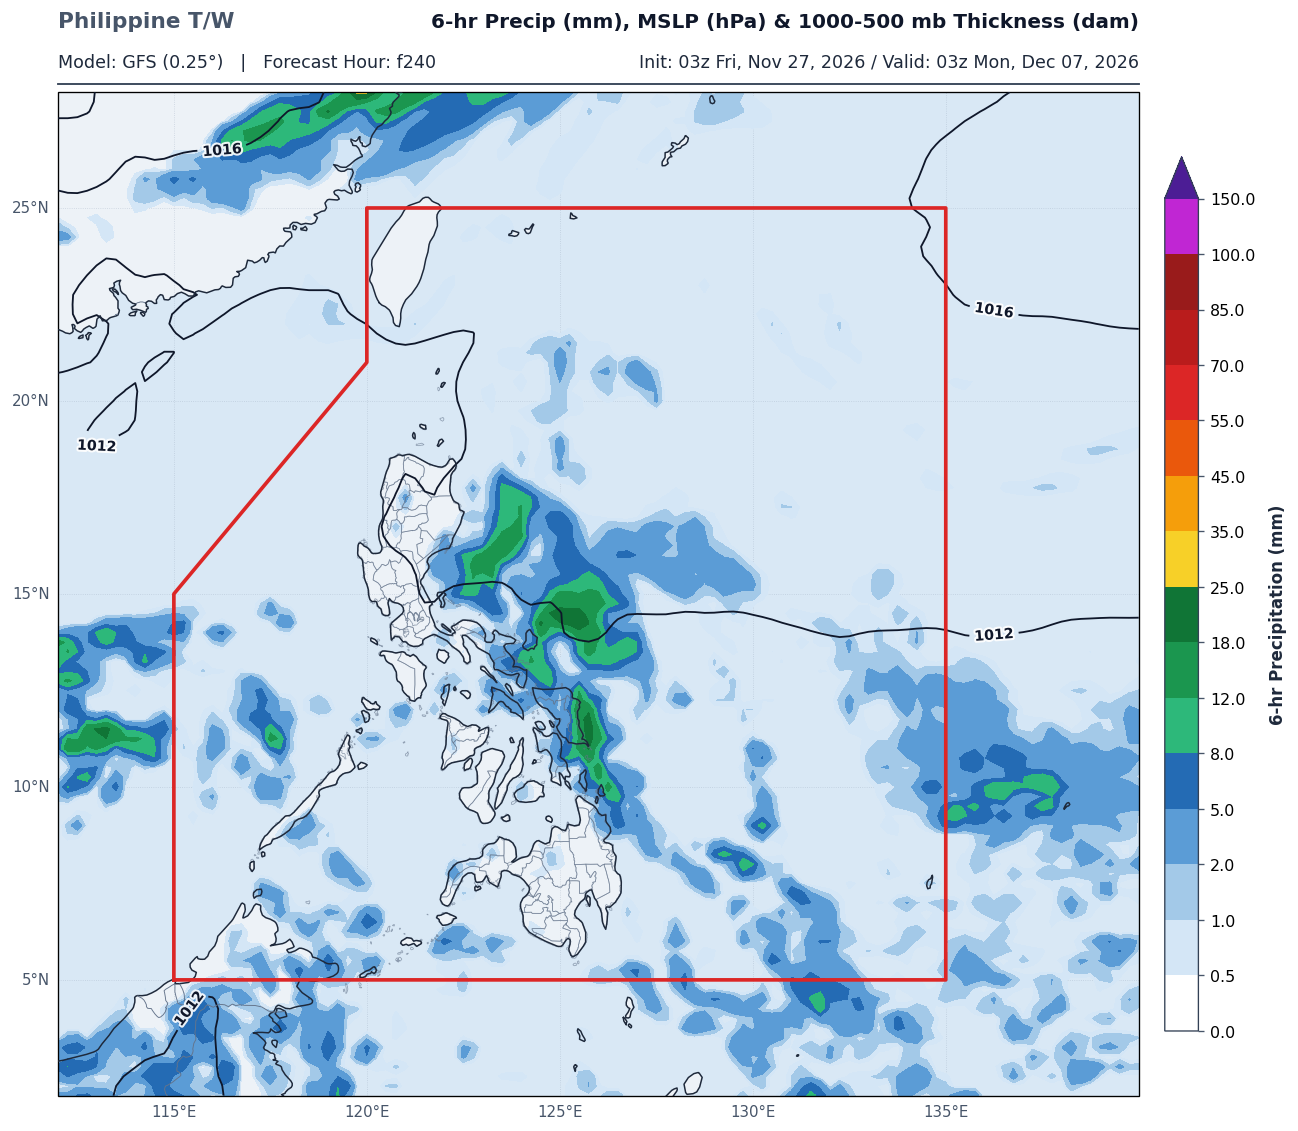 Philippine T/W
6-hr Precip (mm), MSLP (hPa) & 1000-500 mb Thickness (dam)
Model: GFS (0.25°)   |   Forecast Hour: f240
Init: 03z Fri, Nov 27, 2026 / Valid: 03z Mon, Dec 07, 2026
1016
1016
1012
1012
1012
25°N
20°N
15°N
10°N
5°N
115°E
120°E
125°E
130°E
135°E
150.0
100.0
85.0
70.0
55.0
45.0
35.0
25.0
18.0
12.0
8.0
5.0
2.0
1.0
0.5
0.0
6-hr Precipitation (mm)